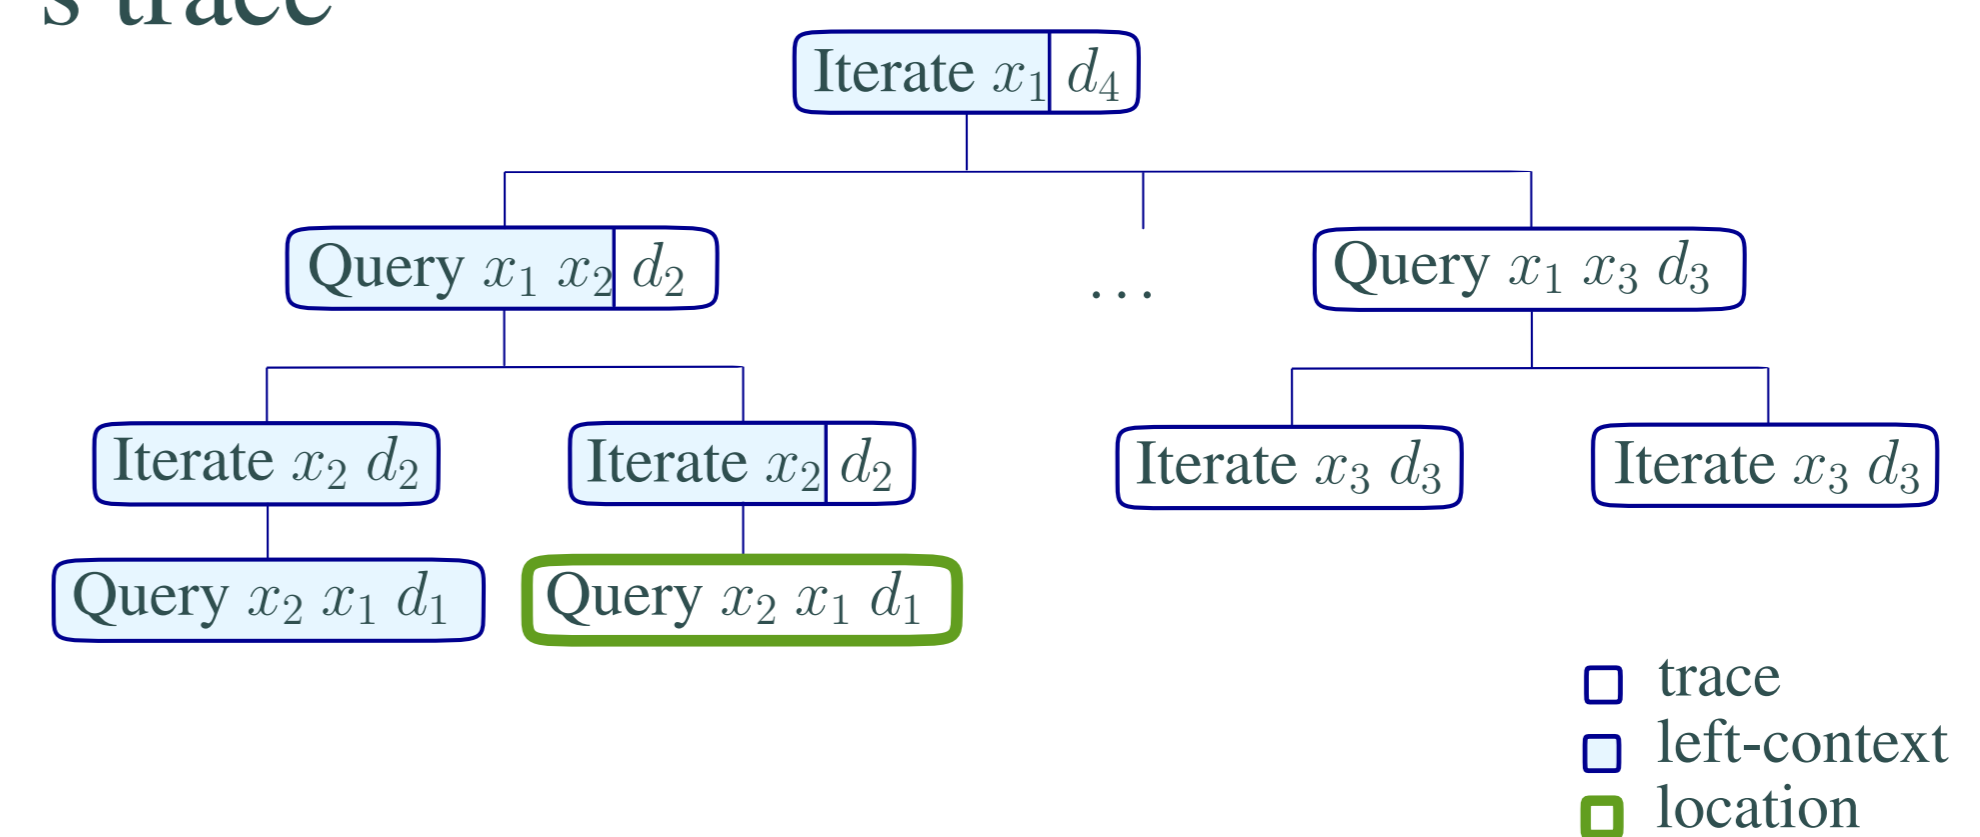 s trace
Iterate x₁ d₄
Query x₁ x₂ d₂ ... Query x₁ x₃ d₃
Iterate x₂ d₂ Iterate x₂ d₂ Iterate x₃ d₃ Iterate x₃ d₃
Query x₂ x₁ d₁ Query x₂ x₁ d₁
trace
left-context
location